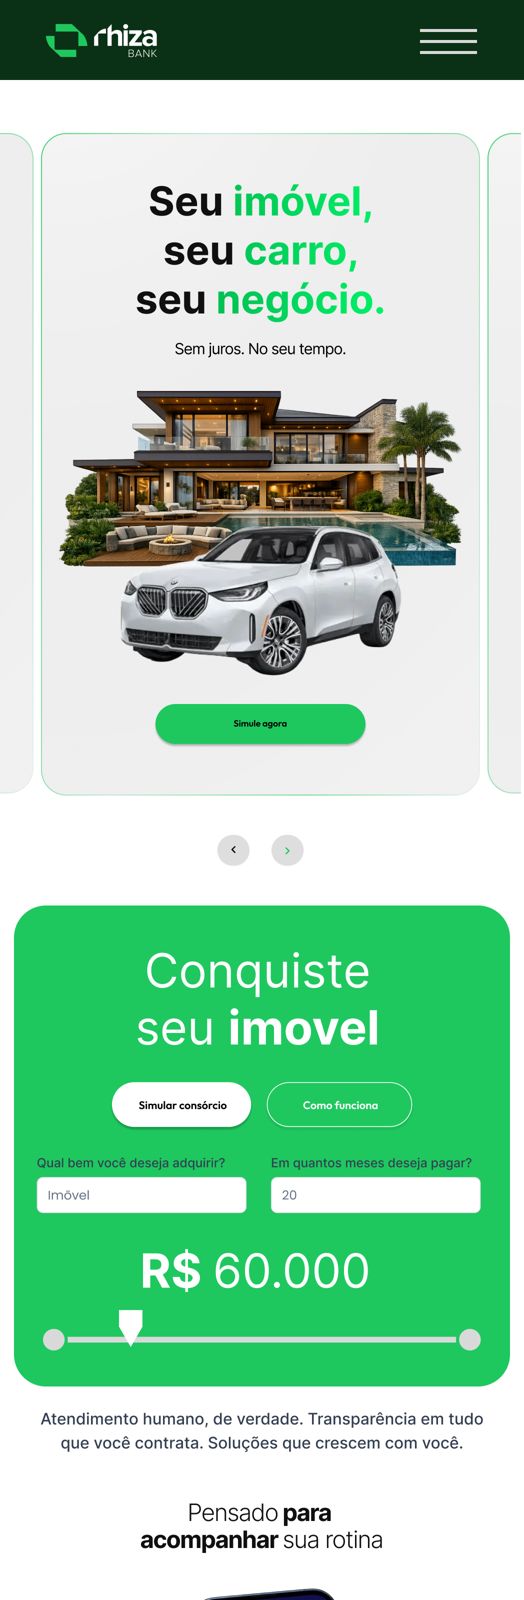 rhiza
BANK
Seu imóvel,
seu carro,
seu negócio.
Sem juros. No seu tempo.
Simule agora
Conquiste
seu imovel
Simular consórcio
Como funciona
Qual bem você deseja adquirir?
Em quantos meses deseja pagar?
Imõvel
20
R$ 60.000
Atendimento humano, de verdade. Transparência em tudo
que você contrata. Soluções que crescem com você.
Pensado para
acompanhar sua rotina